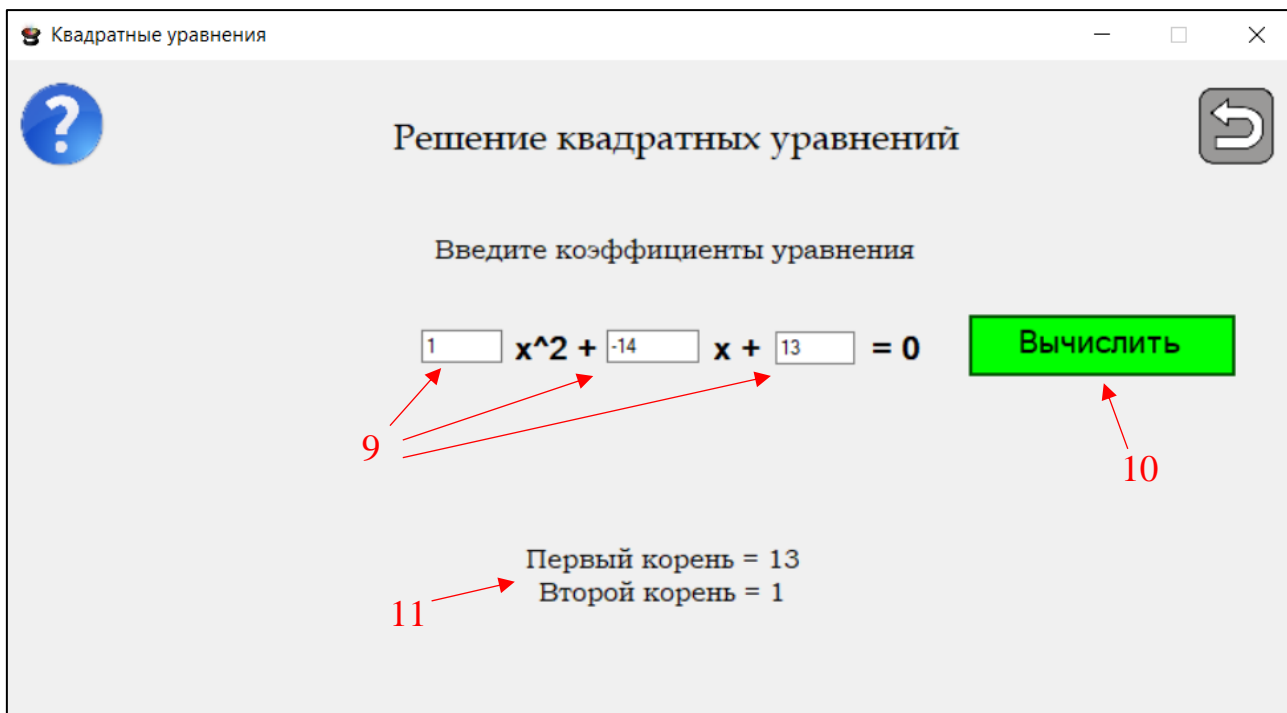 Квадратные уравнения
?
Решение квадратных уравнений
Введите коэффициенты уравнения
1 x^2 + -14 x + 13 = 0 Вычислить
9
10
Первый корень = 13
Второй корень = 1
11